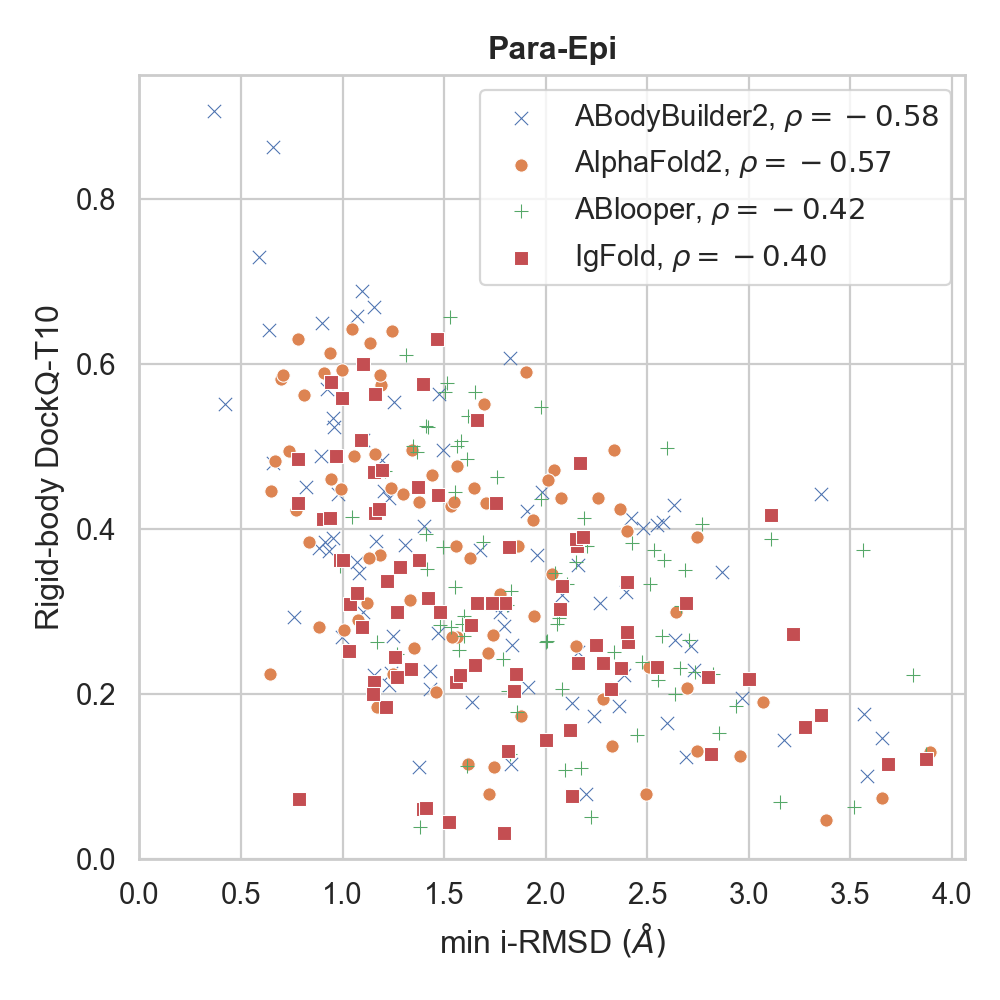 Para-Epi
ABodyBuilder2, ρ = −0.58
AlphaFold2, ρ = −0.57
ABlooper, ρ = −0.42
IgFold, ρ = −0.40
Rigid-body DockQ-T10
0.8
0.6
0.4
0.2
0.0
0.0 0.5 1.0 1.5 2.0 2.5 3.0 3.5 4.0
min i-RMSD (Å)